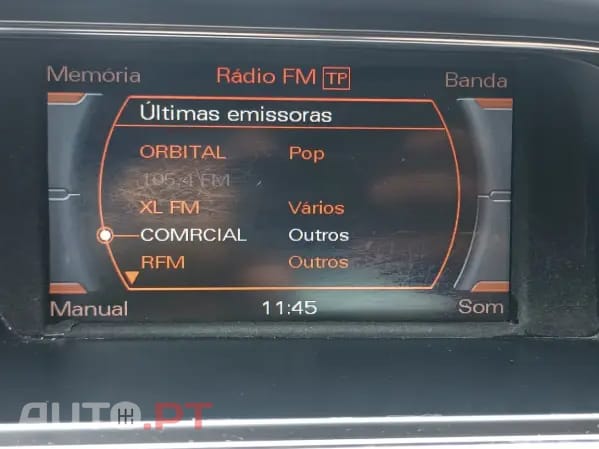 Memória Rádio FM TP Banda
Últimas emissoras
ORBITAL Pop
105,4 FM
XL FM Vários
COMRCIAL Outros
RFM Outros
Manual 11:45 Som
AUTO.PT